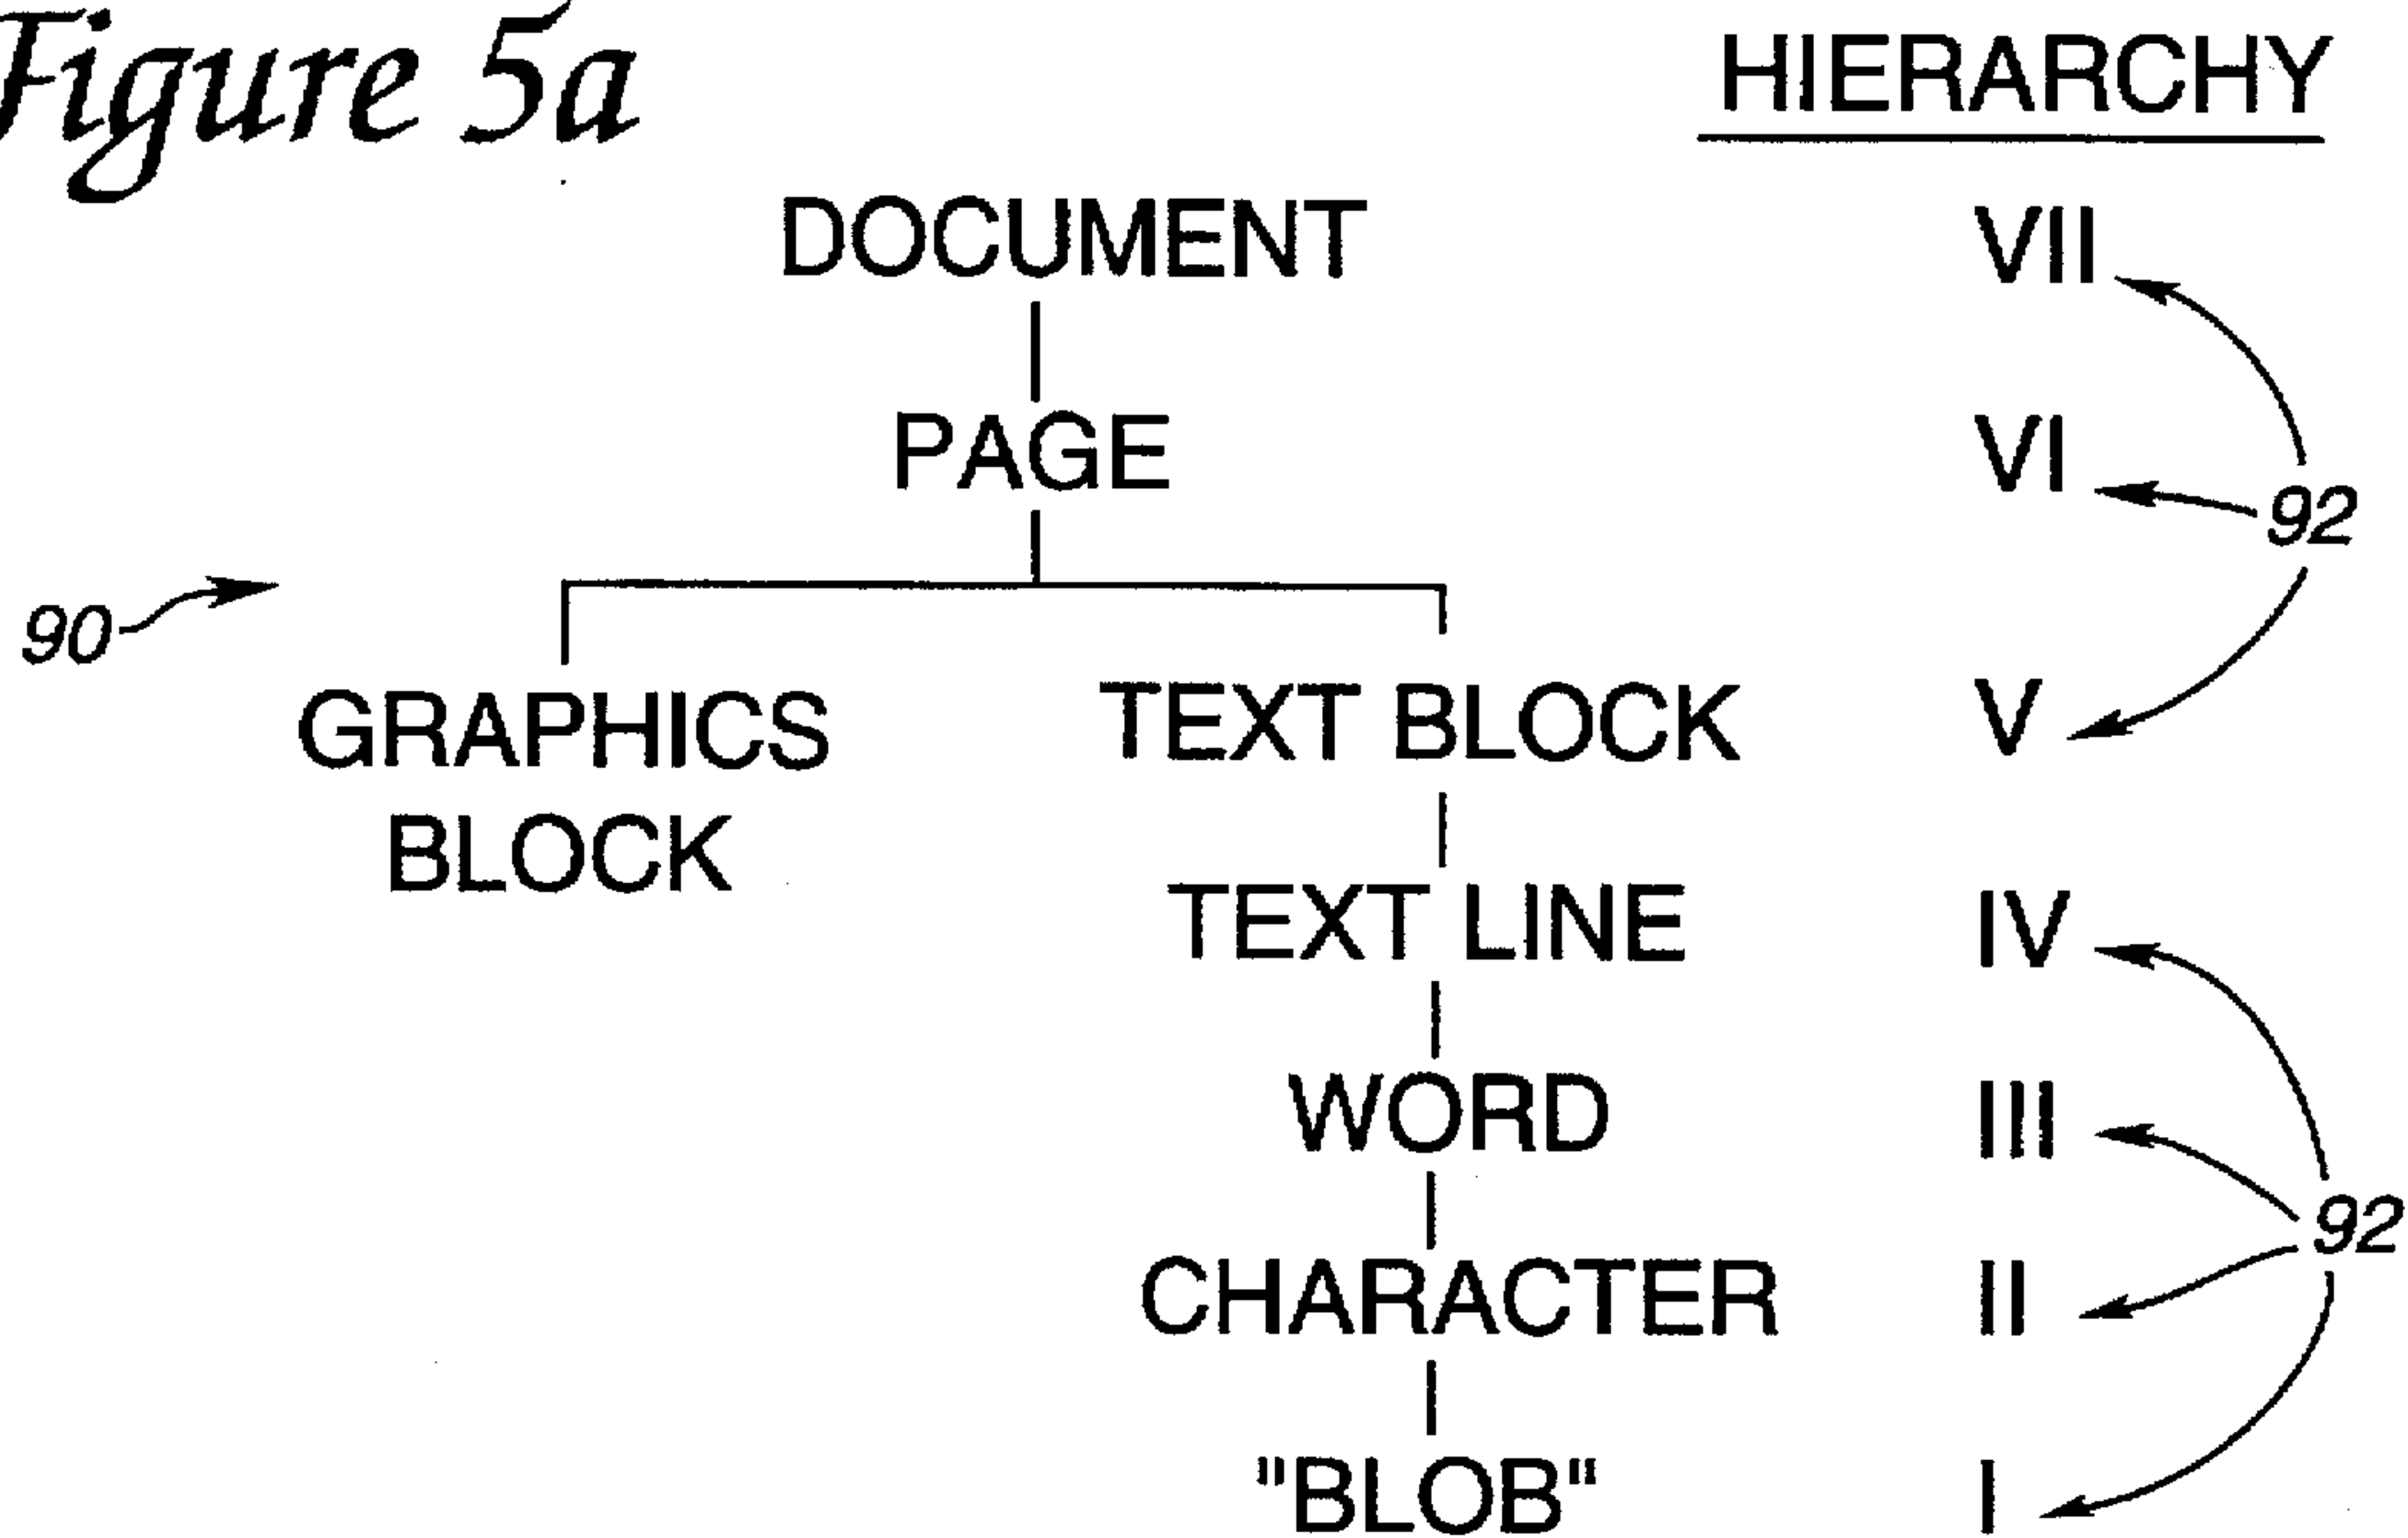 Figure 5a
HIERARCHY
DOCUMENT VII
PAGE VI
92
90
GRAPHICS BLOCK
TEXT BLOCK V
TEXT LINE IV
WORD III
92
CHARACTER II
"BLOB" I